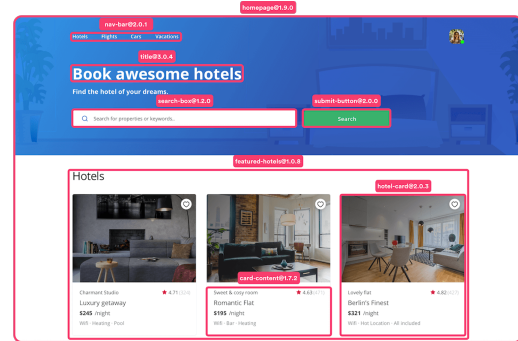 homepage@1.9.0
nav-bar@2.0.1
Hotels Flights Cars Vacations
title@3.0.4
Book awesome hotels
Find the hotel of your dreams.
search-box@1.2.0 submit-button@2.0.0
Search for properties or keywords.. Search
featured-hotels@1.0.8
Hotels
hotel-card@2.0.3
card-content@1.7.2
Charmant Studio 4.71
Sweet & cosy room 4.63
Lovely flat 4.82
Luxury getaway
Romantic Flat
Berlin's Finest
$245 /night
$195 /night
$321 /night
Wifi · Heating · Pool
Wifi · Bar · Heating
Wifi · Hot Location · All included